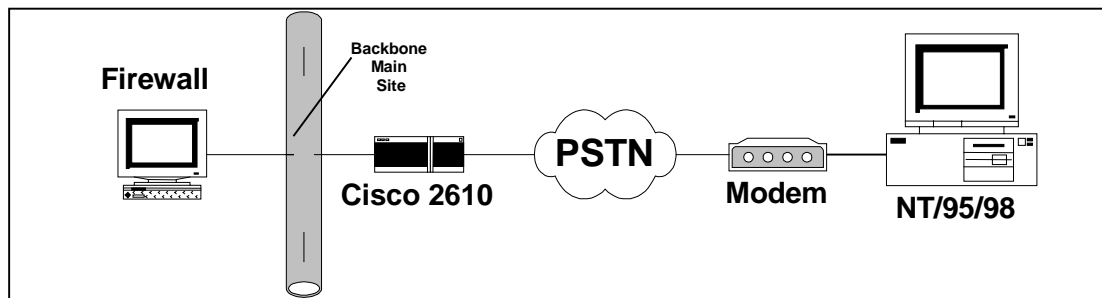 Firewall
Backbone
Main
Site
Cisco 2610
PSTN
Modem
NT/95/98